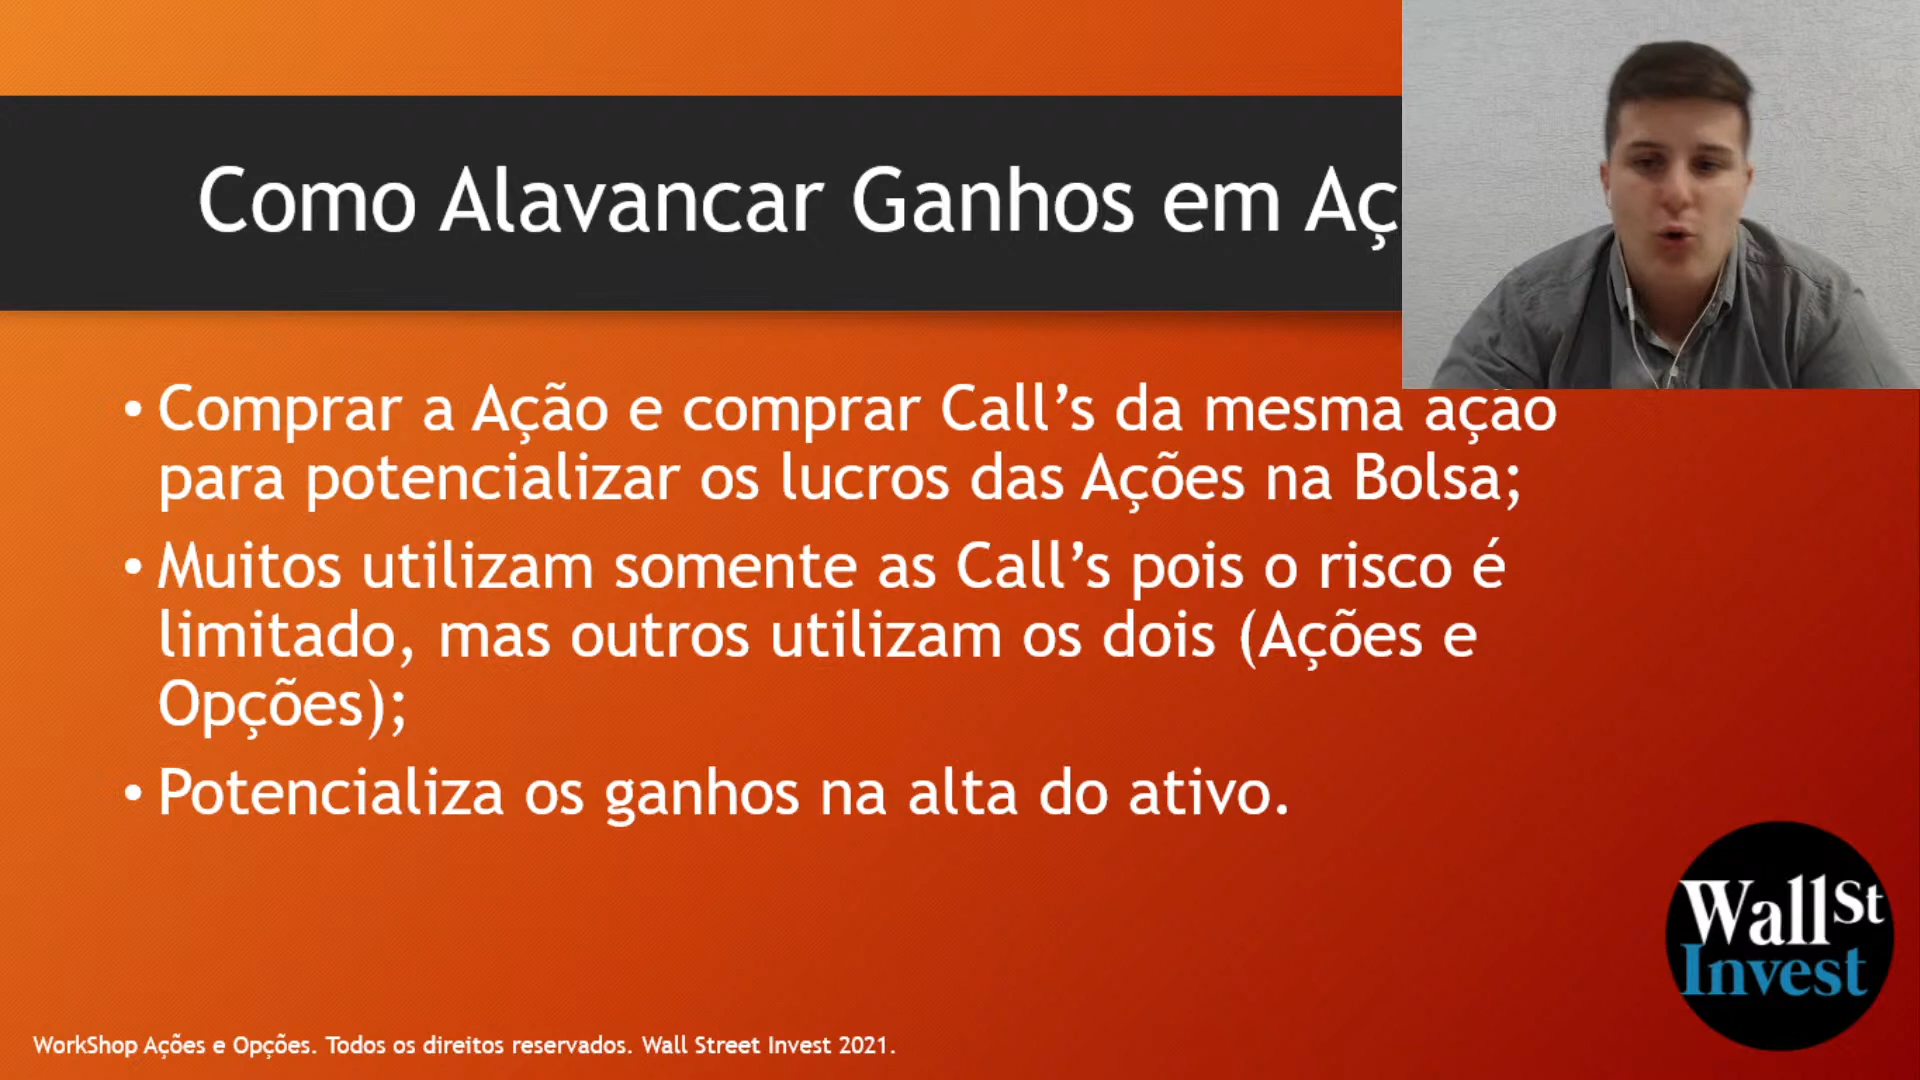 Como Alavancar Ganhos em Aç
• Comprar a Ação e comprar Call’s da mesma ação
para potencializar os lucros das Ações na Bolsa;
• Muitos utilizam somente as Call’s pois o risco é
limitado, mas outros utilizam os dois (Ações e
Opções);
• Potencializa os ganhos na alta do ativo.
Wall St
Invest
WorkShop Ações e Opções. Todos os direitos reservados. Wall Street Invest 2021.